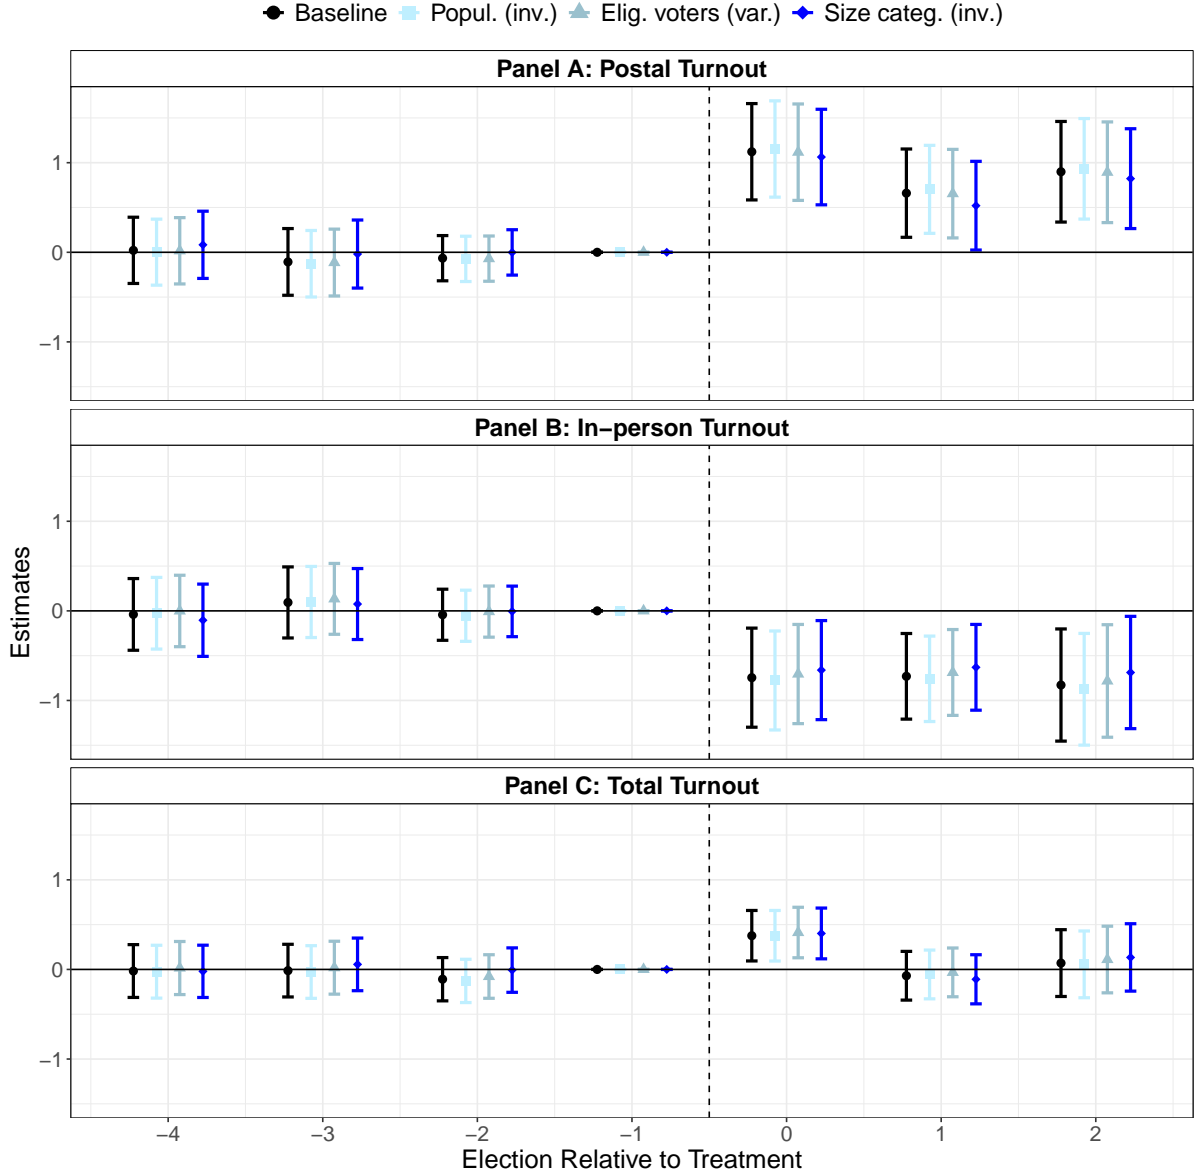 Baseline Popul. (inv.) Elig. voters (var.) Size categ. (inv.)
Panel A: Postal Turnout
1
0
−1
Panel B: In−person Turnout
1
0
−1
Panel C: Total Turnout
1
0
−1
Estimates
−4 −3 −2 −1 0 1 2
Election Relative to Treatment